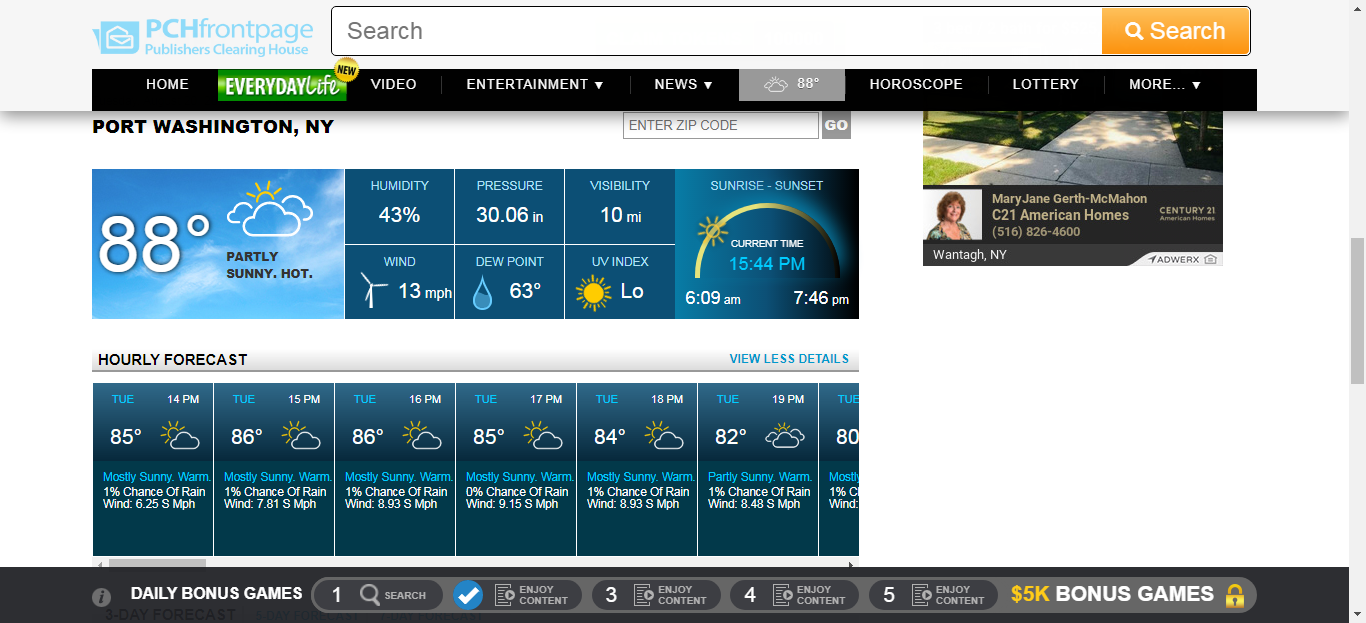 PCHfrontpage
Publishers Clearing House
Search
Search
HOME
EVERYDAYLife
NEW
VIDEO
ENTERTAINMENT ▼
NEWS ▼
88°
HOROSCOPE
LOTTERY
MORE... ▼
PORT WASHINGTON, NY
ENTER ZIP CODE
GO
88°
PARTLY
SUNNY. HOT.
HUMIDITY
43%
PRESSURE
30.06 in
VISIBILITY
10 mi
WIND
13 mph
DEW POINT
63°
UV INDEX
Lo
SUNRISE - SUNSET
CURRENT TIME
15:44 PM
6:09 am
7:46 pm
MaryJane Gerth-McMahon
C21 American Homes
(516) 826-4600
CENTURY 21
American Homes
Wantagh, NY
ADWERX
HOURLY FORECAST
VIEW LESS DETAILS
TUE 14 PM
85°
Mostly Sunny. Warm.
1% Chance Of Rain
Wind: 6.25 S Mph
TUE 15 PM
86°
Mostly Sunny. Warm.
1% Chance Of Rain
Wind: 7.81 S Mph
TUE 16 PM
86°
Mostly Sunny. Warm.
1% Chance Of Rain
Wind: 8.93 S Mph
TUE 17 PM
85°
Mostly Sunny. Warm.
0% Chance Of Rain
Wind: 9.15 S Mph
TUE 18 PM
84°
Mostly Sunny. Warm.
1% Chance Of Rain
Wind: 8.93 S Mph
TUE 19 PM
82°
Partly Sunny. Warm.
1% Chance Of Rain
Wind: 8.48 S Mph
TUE
80
Mostly
1% C
Wind:
DAILY BONUS GAMES
1 SEARCH
ENJOY
CONTENT
3 ENJOY
CONTENT
4 ENJOY
CONTENT
5 ENJOY
CONTENT
$5K BONUS GAMES
3-DAY FORECAST